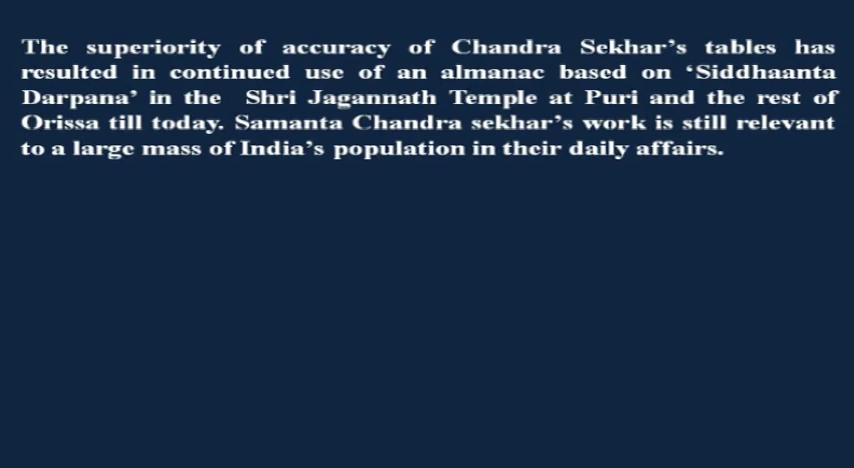 The superiority of accuracy of Chandra Sekhar's tables has
resulted in continued use of an almanac based on 'Siddhaanta
Darpana' in the Shri Jagannath Temple at Puri and the rest of
Orissa till today. Samanta Chandra sekhar's work is still relevant
to a large mass of India's population in their daily affairs.